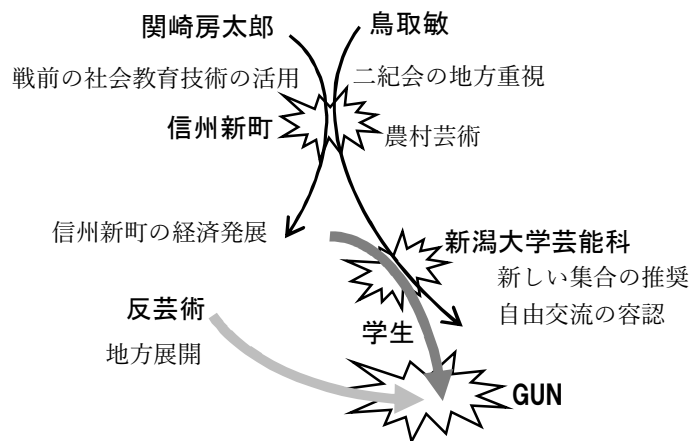 関崎房太郎
鳥取敏
戦前の社会教育技術の活用
二紀会の地方重視
信州新町
農村芸術
信州新町の経済発展
新潟大学芸能科
新しい集合の推奨
自由交流の容認
反芸術
学生
地方展開
GUN